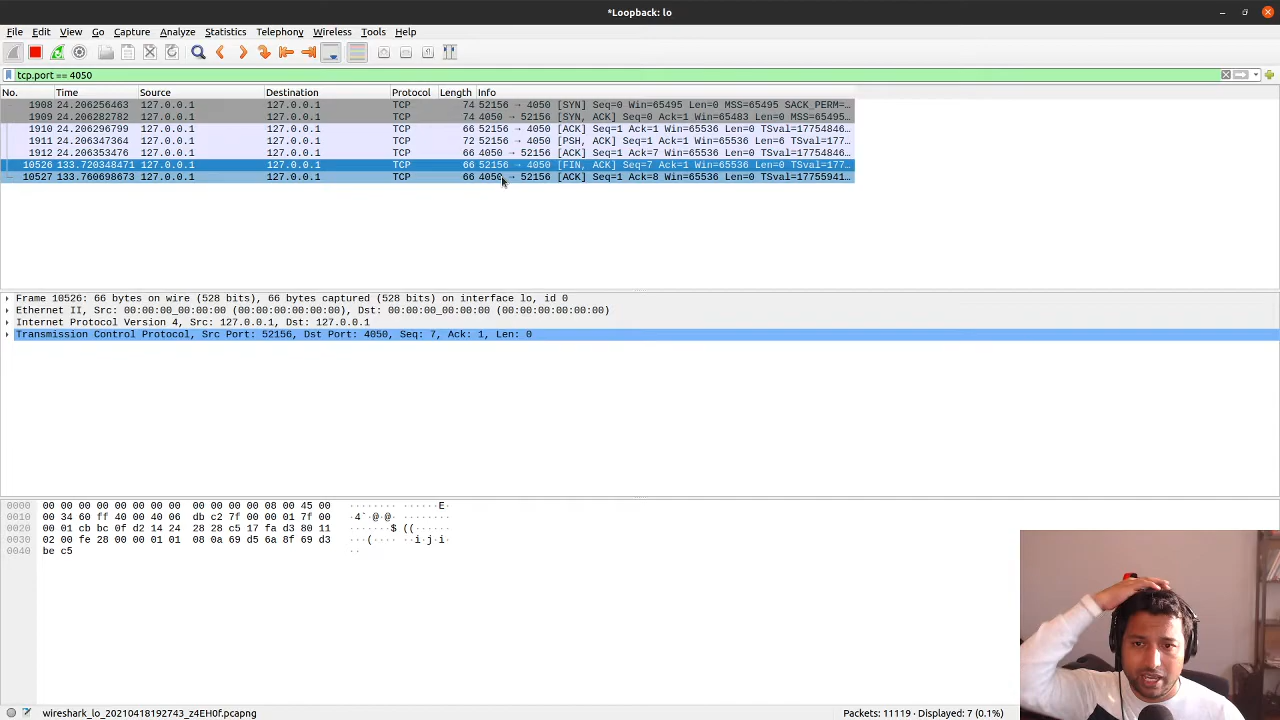 *Loopback: lo
File Edit View Go Capture Analyze Statistics Telephony Wireless Tools Help
tcp.port == 4050
No. Time Source Destination Protocol Length Info
1908 24.206256463 127.0.0.1 127.0.0.1 TCP 74 52156 → 4050 [SYN] Seq=0 Win=65495 Len=0 MSS=65495 SACK_PERM=…
1909 24.206282782 127.0.0.1 127.0.0.1 TCP 74 4050 → 52156 [SYN, ACK] Seq=0 Ack=1 Win=65483 Len=0 MSS=65495…
1910 24.206296799 127.0.0.1 127.0.0.1 TCP 66 52156 → 4050 [ACK] Seq=1 Ack=1 Win=65536 Len=0 TSval=17754846…
1911 24.206347364 127.0.0.1 127.0.0.1 TCP 72 52156 → 4050 [PSH, ACK] Seq=1 Ack=1 Win=65536 Len=6 TSval=177…
1912 24.206353476 127.0.0.1 127.0.0.1 TCP 66 4050 → 52156 [ACK] Seq=1 Ack=7 Win=65536 Len=0 TSval=17754846…
10526 133.720348471 127.0.0.1 127.0.0.1 TCP 66 52156 → 4050 [FIN, ACK] Seq=7 Ack=1 Win=65536 Len=0 TSval=177…
10527 133.760698673 127.0.0.1 127.0.0.1 TCP 66 4050 → 52156 [ACK] Seq=1 Ack=8 Win=65536 Len=0 TSval=17755941…
Frame 10526: 66 bytes on wire (528 bits), 66 bytes captured (528 bits) on interface lo, id 0
Ethernet II, Src: 00:00:00_00:00:00 (00:00:00:00:00:00), Dst: 00:00:00_00:00:00 (00:00:00:00:00:00)
Internet Protocol Version 4, Src: 127.0.0.1, Dst: 127.0.0.1
Transmission Control Protocol, Src Port: 52156, Dst Port: 4050, Seq: 7, Ack: 1, Len: 0
0000 00 00 00 00 00 00 00 00 00 00 00 00 08 00 45 00 ········ ······E·
0010 00 34 60 ff 40 00 40 06 db c2 7f 00 00 01 7f 00 ·4`·@·@· ········
0020 00 01 cb bc 0f d2 14 24 28 28 c5 17 fa d3 80 11 ·······$ ((······
0030 02 00 fe 28 00 00 01 01 08 0a 69 d5 6a 8f 69 d3 ···(···· ··i·j·i·
0040 be c5 ··
wireshark_lo_20210418192743_z4EH0f.pcapng Packets: 11119 · Displayed: 7 (0.1%)